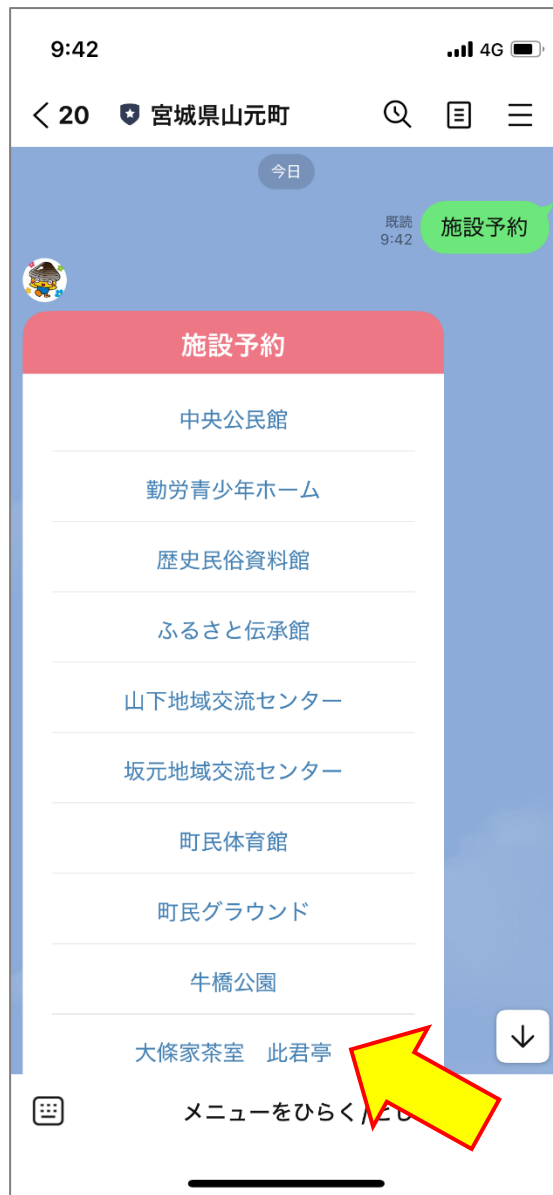 9:42
4G
20 宮城県山元町
今日
既読
9:42
施設予約
施設予約
中央公民館
勤労青少年ホーム
歴史民俗資料館
ふるさと伝承館
山下地域交流センター
坂元地域交流センター
町民体育館
町民グラウンド
牛橋公園
大條家茶室 此君亭
メニューをひらく/とじ